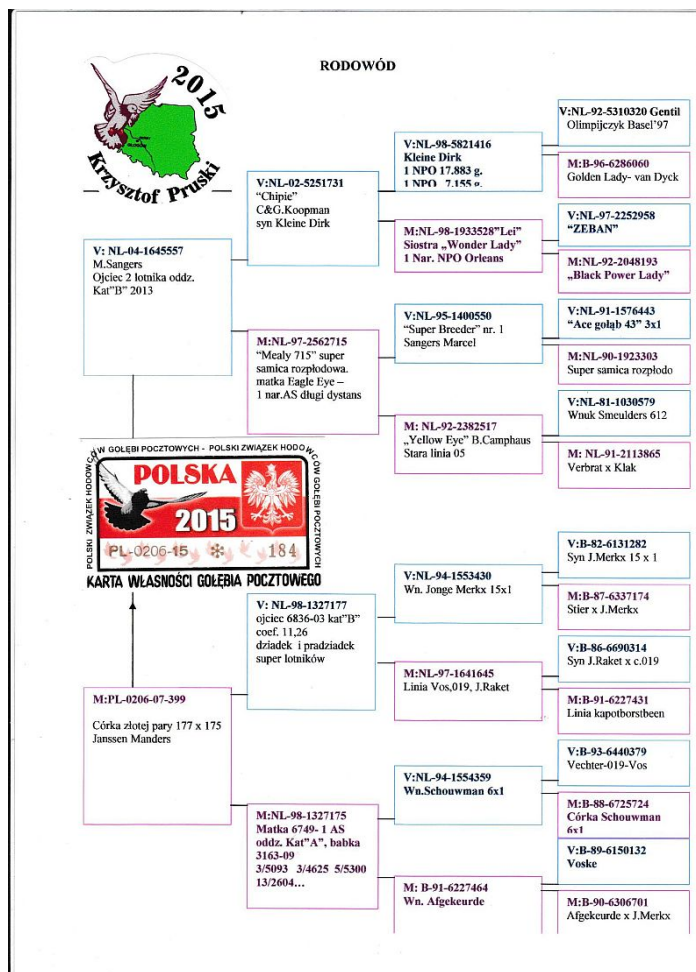 RODOWÓD
2015
Krzysztof Pruski
V: NL-04-1645557
M.Sangers
Ojciec 2 lotnika oddz.
Kat"B" 2013
V:NL-02-5251731
"Chipie"
C&G.Koopman
syn Kleine Dirk
M:NL-97-2562715
"Mealy 715" super
samica rozpłodowa.
matka Eagle Eye –
1 nar.AS długi dystans
V:NL-98-5821416
Kleine Dirk
1 NPO 17.883 g.
1 NPO 7.155 g.
M:NL-98-1933528"Lei"
Siostra „Wonder Lady"
1 Nar. NPO Orleans
V:NL-95-1400550
"Super Breeder" nr. 1
Sangers Marcel
M: NL-92-2382517
„Yellow Eye" B.Camphaus
Stara linia 05
V:NL-92-5310320 Gentil
Olimpijczyk Basel'97
M:B-96-6286060
Golden Lady- van Dyck
V:NL-97-2252958
"ZEBAN"
M:NL-92-2048193
„Black Power Lady"
V:NL-91-1576443
"Ace gołąb 43" 3x1
M:NL-90-1923303
Super samica rozpłodo
V:NL-81-1030579
Wnuk Smeulders 612
M: NL-91-2113865
Verbrat x Klak
POLSKI ZWIĄZEK HODOWCÓW GOŁĘBI POCZTOWYCH - POLSKI ZWIĄZEK HODOWCÓW GOŁĘBI POCZTOWYCH
POLSKA
2015
PL-0206-15 184
KARTA WŁASNOŚCI GOŁĘBIA POCZTOWEGO
M:PL-0206-07-399
Córka złotej pary 177 x 175
Janssen Manders
V: NL-98-1327177
ojciec 6836-03 kat"B"
coef. 11,26
dziadek i pradziadek
super lotników
M:NL-98-1327175
Matka 6749- 1 AS
oddz. Kat"A", babka
3163-09
3/5093 3/4625 5/5300
13/2604...
V:NL-94-1553430
Wn. Jonge Merkx 15x1
M:NL-97-1641645
Linia Vos,019, J.Raket
V:NL-94-1554359
Wn.Schouwman 6x1
M: B-91-6227464
Wn. Afgekeurde
V:B-82-6131282
Syn J.Merkx 15 x 1
M:B-87-6337174
Stier x J.Merkx
V:B-86-6690314
Syn J.Raket x c.019
M:B-91-6227431
Linia kapotborstbeen
V:B-93-6440379
Vechter-019-Vos
M:B-88-6725724
Córka Schouwman
6x1
V:B-89-6150132
Voske
M:B-90-6306701
Afgekeurde x J.Merkx